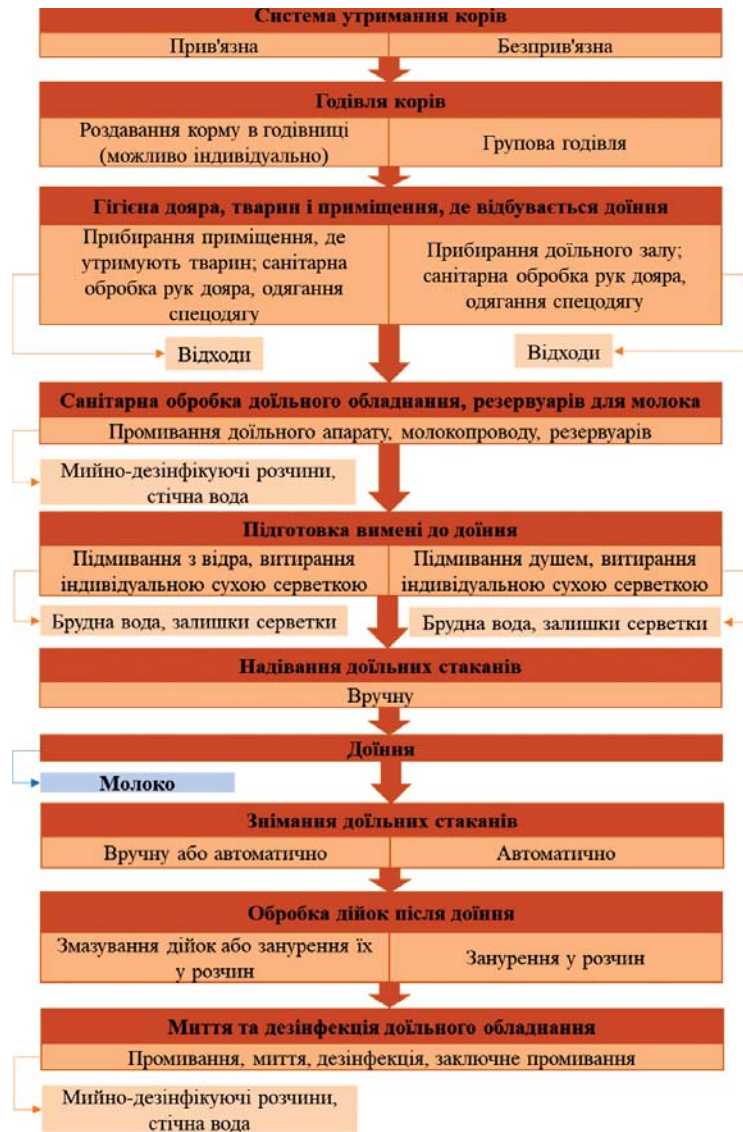 Система утримання корів
Прив'язна
Безприв'язна
Годівля корів
Роздавання корму в годівниці
(можливо індивідуально)
Групова годівля
Гігієна дояра, тварин і приміщення, де відбувається доїння
Прибирання приміщення, де
утримують тварин; санітарна
обробка рук дояра, одягання
спецодягу
Прибирання доїльного залу;
санітарна обробка рук дояра,
одягання спецодягу
Відходи
Відходи
Санітарна обробка доїльного обладнання, резервуарів для молока
Промивання доїльного апарату, молокопроводу, резервуарів
Мийно-дезінфікуючі розчини,
стічна вода
Підготовка вимені до доїння
Підмивання з відра, витирання
індивідуальною сухою серветкою
Підмивання душем, витирання
індивідуальною сухою серветкою
Брудна вода, залишки серветки
Брудна вода, залишки серветки
Надівання доїльних стаканів
Вручну
Доїння
Молоко
Знімання доїльних стаканів
Вручну або автоматично
Автоматично
Обробка дійок після доїння
Змазування дійок або занурення їх
у розчин
Занурення у розчин
Миття та дезінфекція доїльного обладнання
Промивання, миття, дезінфекція, заключне промивання
Мийно-дезінфікуючі розчини,
стічна вода